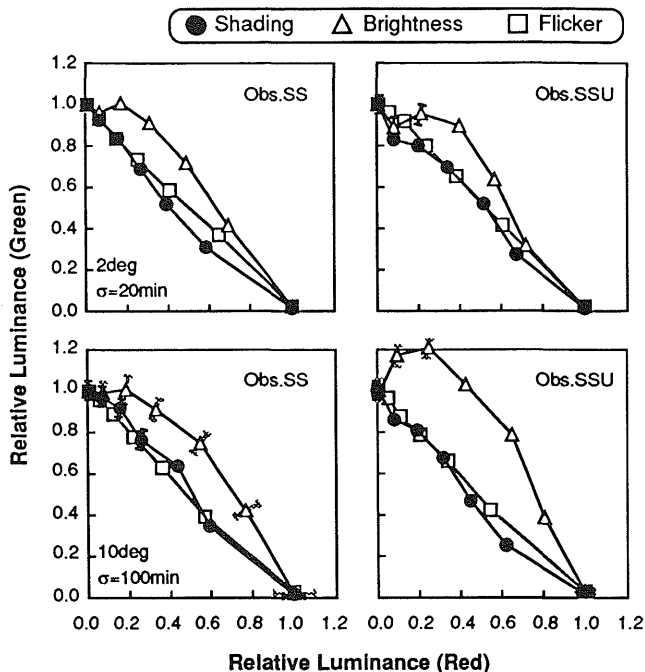 Shading Brightness Flicker
1.2
1.0
0.8
0.6
0.4
0.2
0.0
Obs.SS
2deg
σ=20min
Obs.SSU
1.2
1.0
0.8
0.6
0.4
0.2
0.0
Obs.SS
10deg
σ=100min
Obs.SSU
0.0 0.2 0.4 0.6 0.8 1.0 1.2
0.0 0.2 0.4 0.6 0.8 1.0 1.2
Relative Luminance (Green)
Relative Luminance (Red)